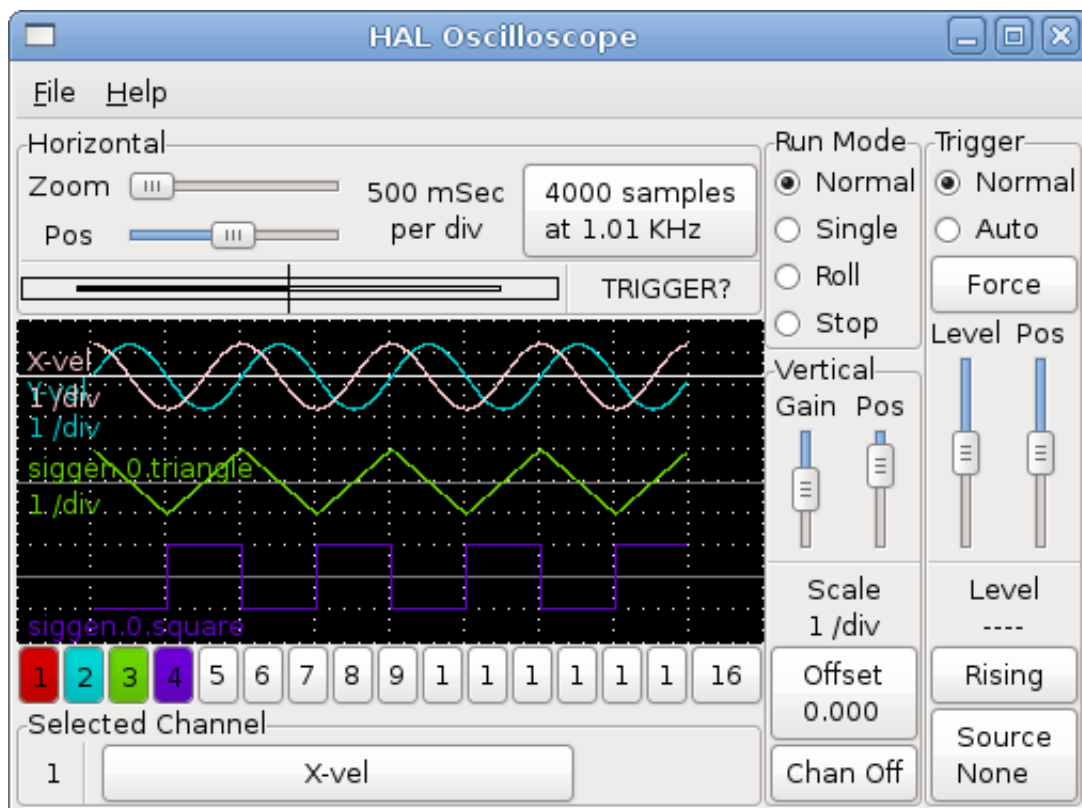 HAL Oscilloscope
File Help
Horizontal
Zoom
Pos
500 mSec
per div
4000 samples
at 1.01 KHz
TRIGGER?
Run Mode
Normal
Single
Roll
Stop
Trigger
Normal
Auto
Force
Level Pos
X-vel
1 /div
Y-vel
1 /div
siggen.0.triangle
1 /div
siggen.0.square
Vertical
Gain Pos
Scale
1 /div
Offset
0.000
Chan Off
Level
----
Rising
Source
None
1 2 3 4 5 6 7 8 9 1 1 1 1 1 1 16
Selected Channel
1 X-vel